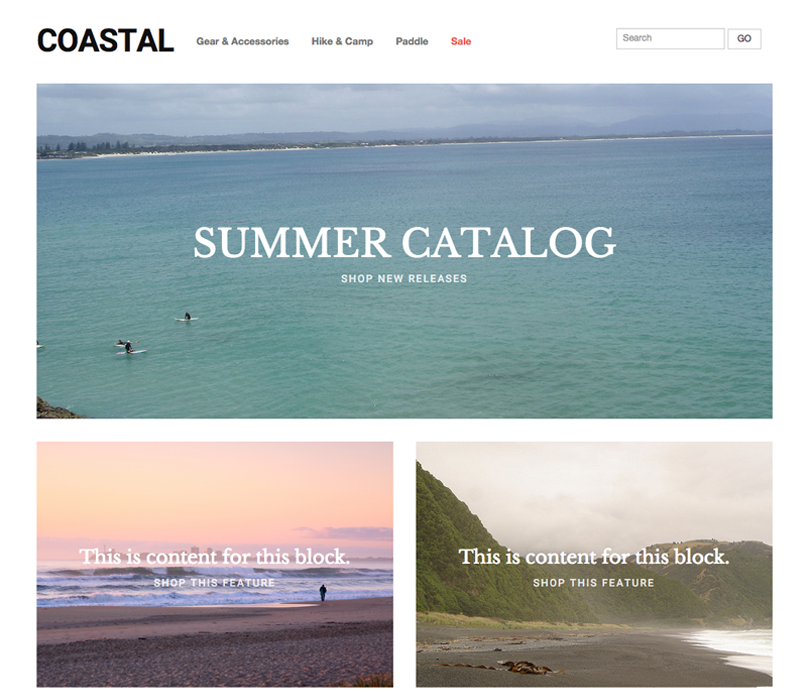 COASTAL
Gear & Accessories
Hike & Camp
Paddle
Sale
Search
GO
SUMMER CATALOG
SHOP NEW RELEASES
This is content for this block.
SHOP THIS FEATURE
This is content for this block.
SHOP THIS FEATURE